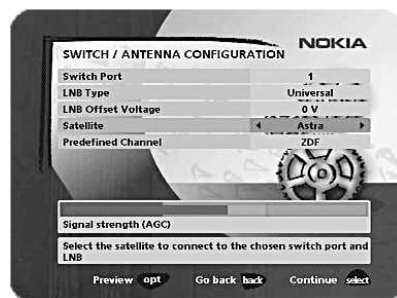 NOKIA
SWITCH / ANTENNA CONFIGURATION
Switch Port 1
LNB Type Universal
LNB Offset Voltage 0 V
Satellite Astra
Predefined Channel ZDF
Signal strength (AGC)
Select the satellite to connect to the chosen switch port and
LNB
Preview opt Go back back Continue select